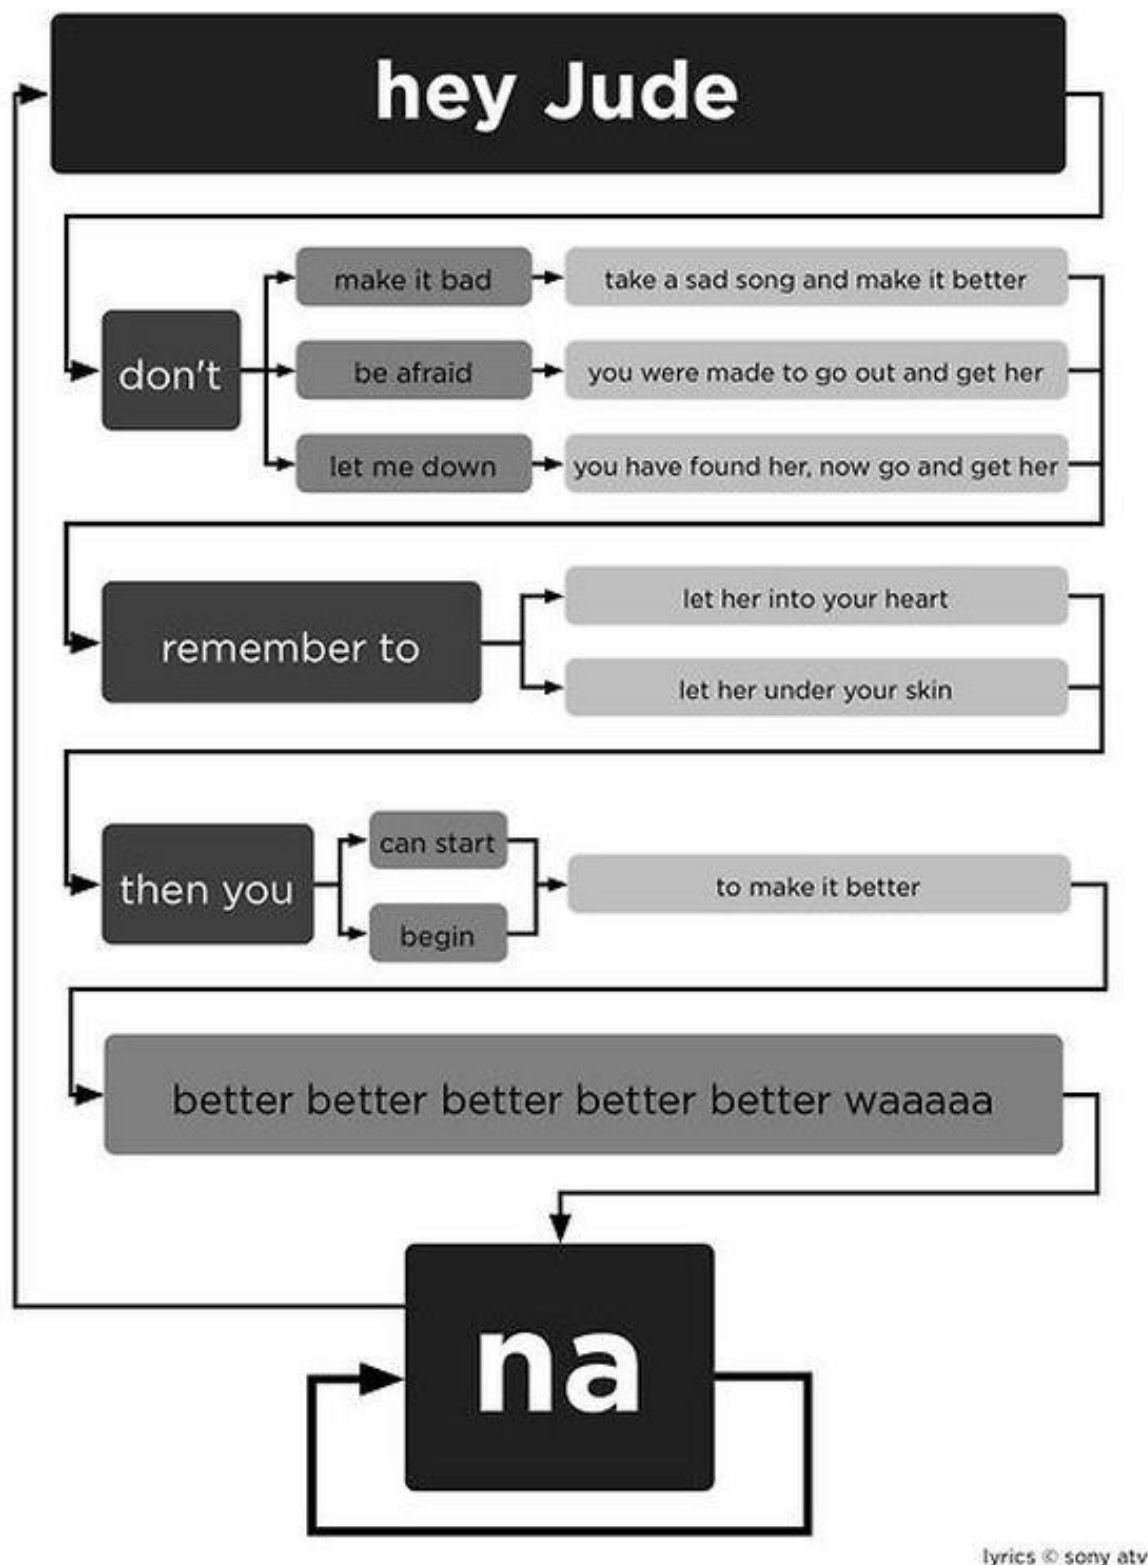 hey Jude
don't
make it bad
take a sad song and make it better
be afraid
you were made to go out and get her
let me down
you have found her, now go and get her
remember to
let her into your heart
let her under your skin
then you
can start
begin
to make it better
better better better better better waaaaa
na
lyrics © sony atv